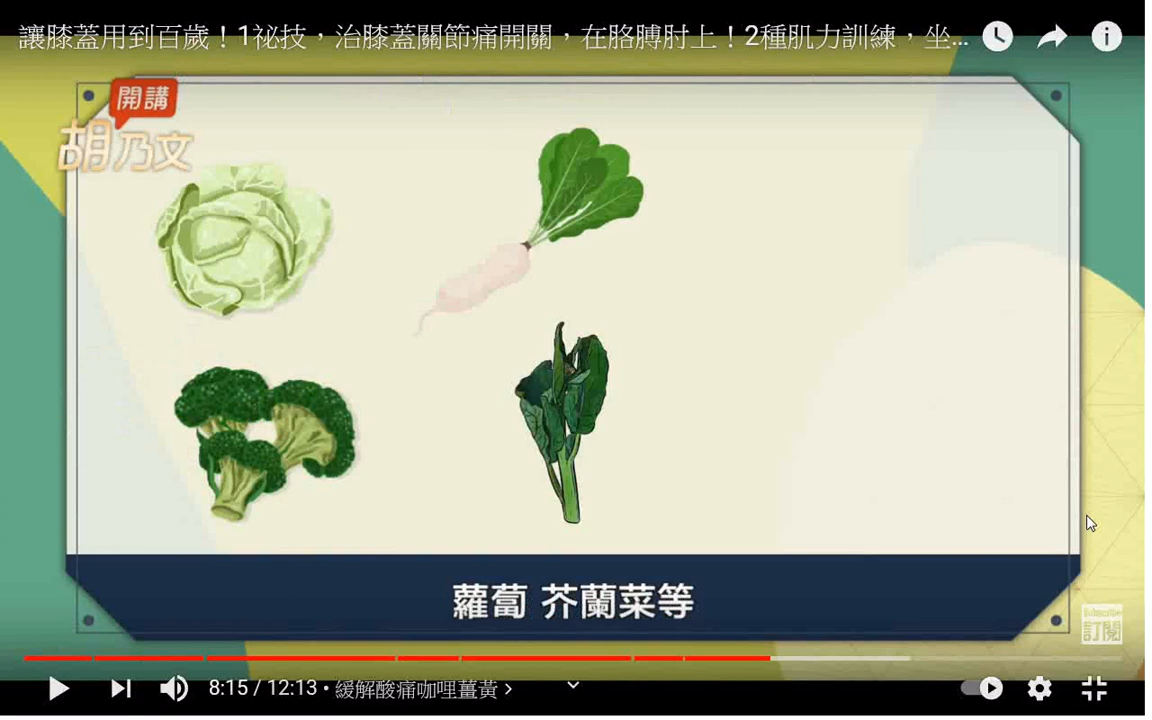 讓膝蓋用到百歲！1祕技，治膝蓋關節痛開關，在胳膊肘上！2種肌力訓練，坐...
開講
胡乃文
蘿蔔 芥蘭菜等
Subscribe
訂閱
8:15 / 12:13 • 緩解酸痛咖哩薑黃 ›